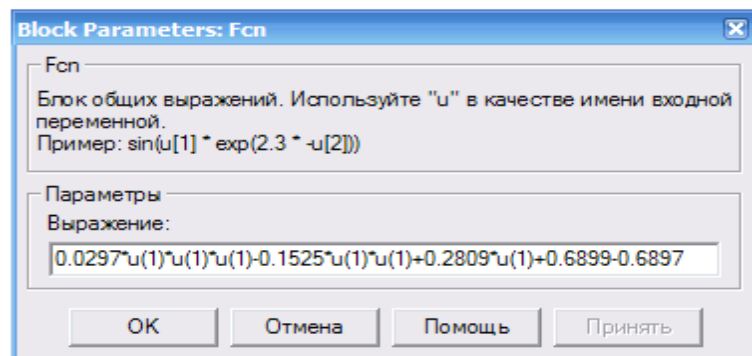 Block Parameters: Fcn
Fcn
Блок общих выражений. Используйте "u" в качестве имени входной
переменной.
Пример: sin(u[1] * exp(2.3 * -u[2]))
Параметры
Выражение:
0.0297*u(1)*u(1)*u(1)-0.1525*u(1)*u(1)+0.2809*u(1)+0.6899-0.6897
OK
Отмена
Помощь
Принять